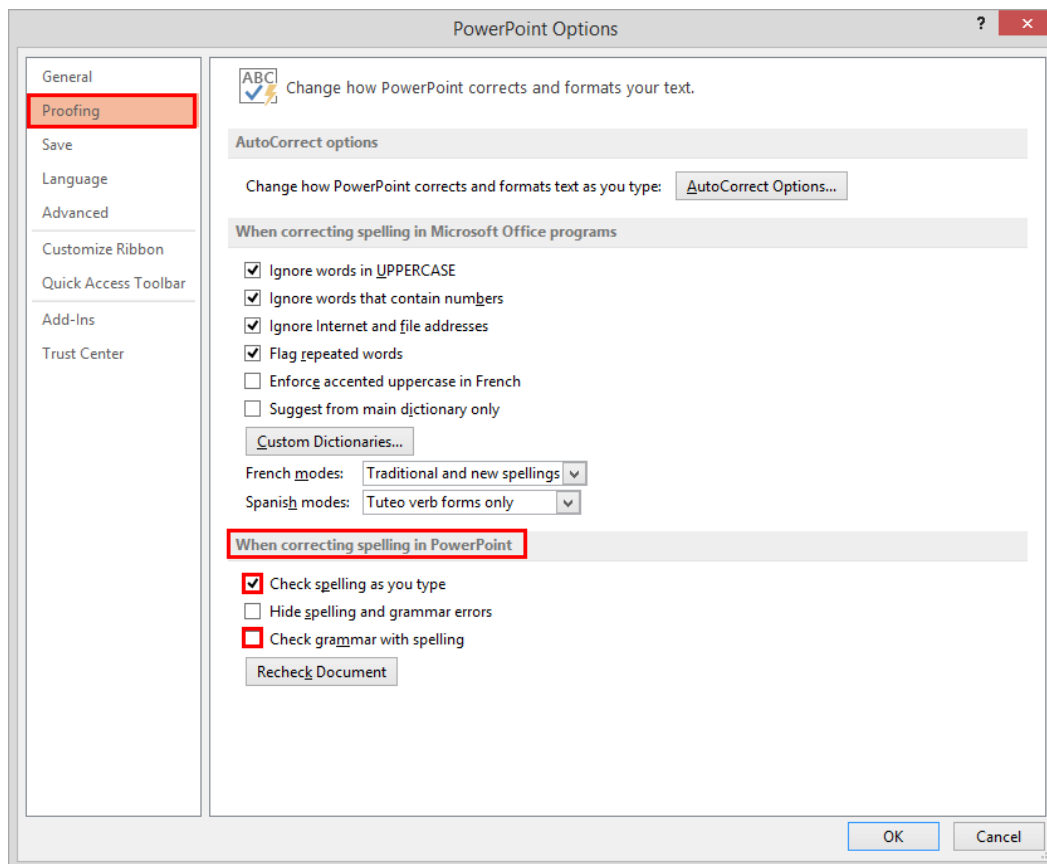 PowerPoint Options
?
General
Proofing
Save
Language
Advanced
Customize Ribbon
Quick Access Toolbar
Add-Ins
Trust Center
ABC
Change how PowerPoint corrects and formats your text.
AutoCorrect options
Change how PowerPoint corrects and formats text as you type:
AutoCorrect Options...
When correcting spelling in Microsoft Office programs
Ignore words in UPPERCASE
Ignore words that contain numbers
Ignore Internet and file addresses
Flag repeated words
Enforce accented uppercase in French
Suggest from main dictionary only
Custom Dictionaries...
French modes: Traditional and new spellings
Spanish modes: Tuteo verb forms only
When correcting spelling in PowerPoint
Check spelling as you type
Hide spelling and grammar errors
Check grammar with spelling
Recheck Document
OK
Cancel